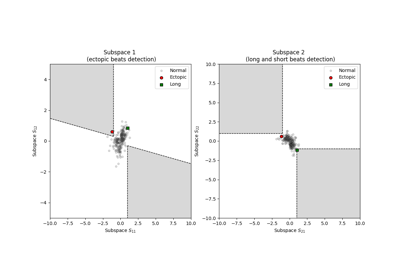 Subspace 1
(ectopic beats detection)
Normal
Ectopic
Long
4
2
0
−2
−4
−10.0 −7.5 −5.0 −2.5 0.0 2.5 5.0 7.5 10.0
Subspace S₁₁
Subspace S₁₂
Subspace 2
(long and short beats detection)
Normal
Ectopic
Long
10.0
7.5
5.0
2.5
0.0
−2.5
−5.0
−7.5
−10.0
−10.0 −7.5 −5.0 −2.5 0.0 2.5 5.0 7.5 10.0
Subspace S₂₁